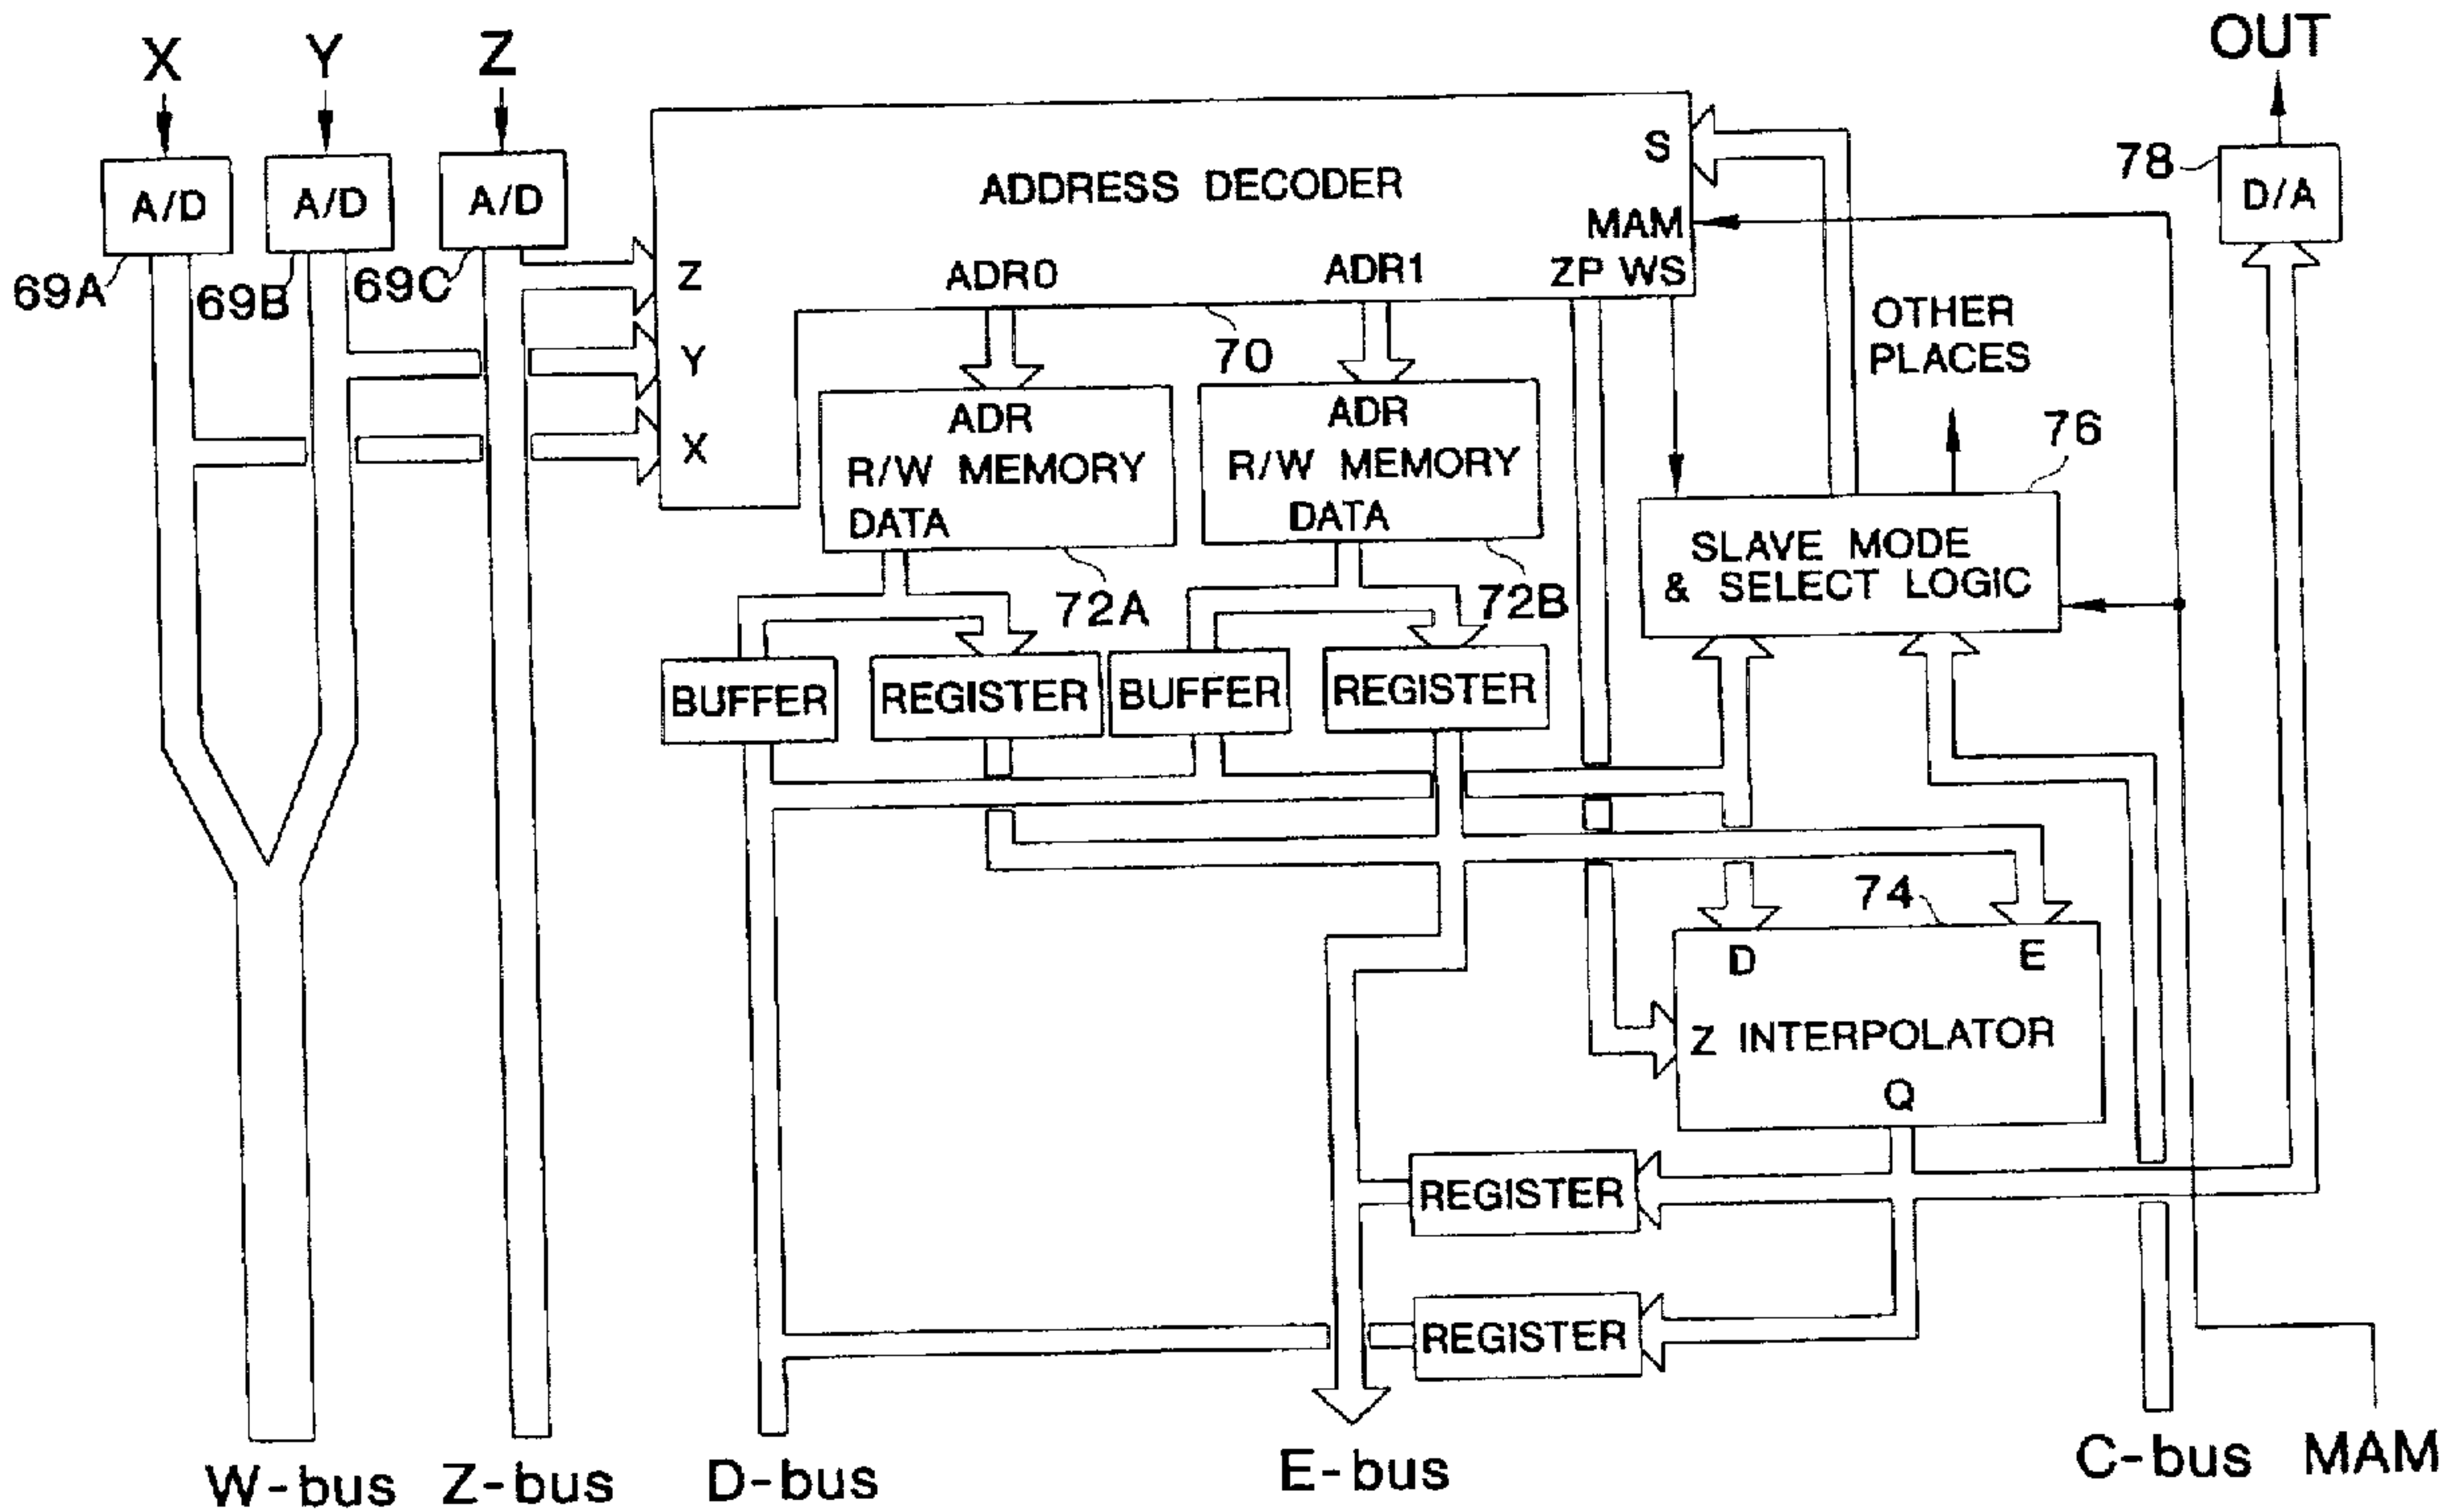 X Y Z OUT
A/D A/D A/D
69A 69B 69C
ADDRESS DECODER
S
MAM
ZP WS
ADR0 ADR1
Z
Y
X
70
78
D/A
OTHER
PLACES
76
ADR
R/W MEMORY
DATA
72A
ADR
R/W MEMORY
DATA
72B
SLAVE MODE
& SELECT LOGIC
BUFFER REGISTER BUFFER REGISTER
74
D E
Z INTERPOLATOR
Q
REGISTER
REGISTER
W-bus Z-bus D-bus E-bus C-bus MAM